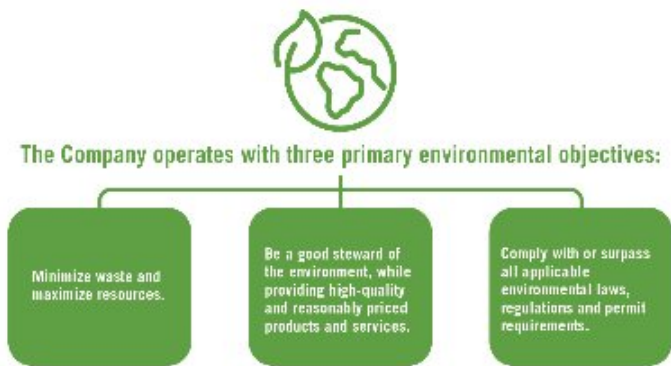 The Company operates with three primary environmental objectives:
Minimize waste and
maximize resources.
Be a good steward of
the environment, while
providing high-quality
and reasonably priced
products and services.
Comply with or surpass
all applicable
environmental laws,
regulations and permit
requirements.